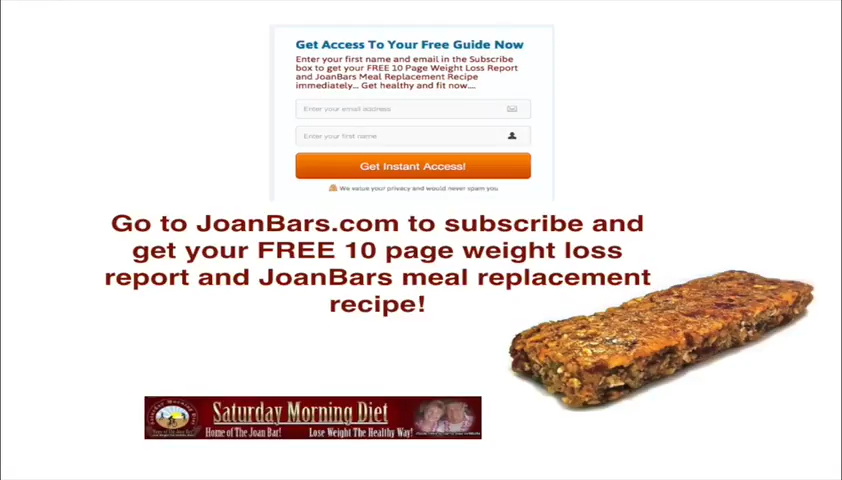 Get Access To Your Free Guide Now
Enter your first name and email in the Subscribe
box to get your FREE 10 Page Weight Loss Report
and JoanBars Meal Replacement Recipe
immediately... Get healthy and fit now....
Enter your email address
Enter your first name
Get Instant Access!
We value your privacy and would never spam you
Go to JoanBars.com to subscribe and
get your FREE 10 page weight loss
report and JoanBars meal replacement
recipe!
Saturday Morning Diet
Home of The Joan Bar! Lose Weight The Healthy Way!